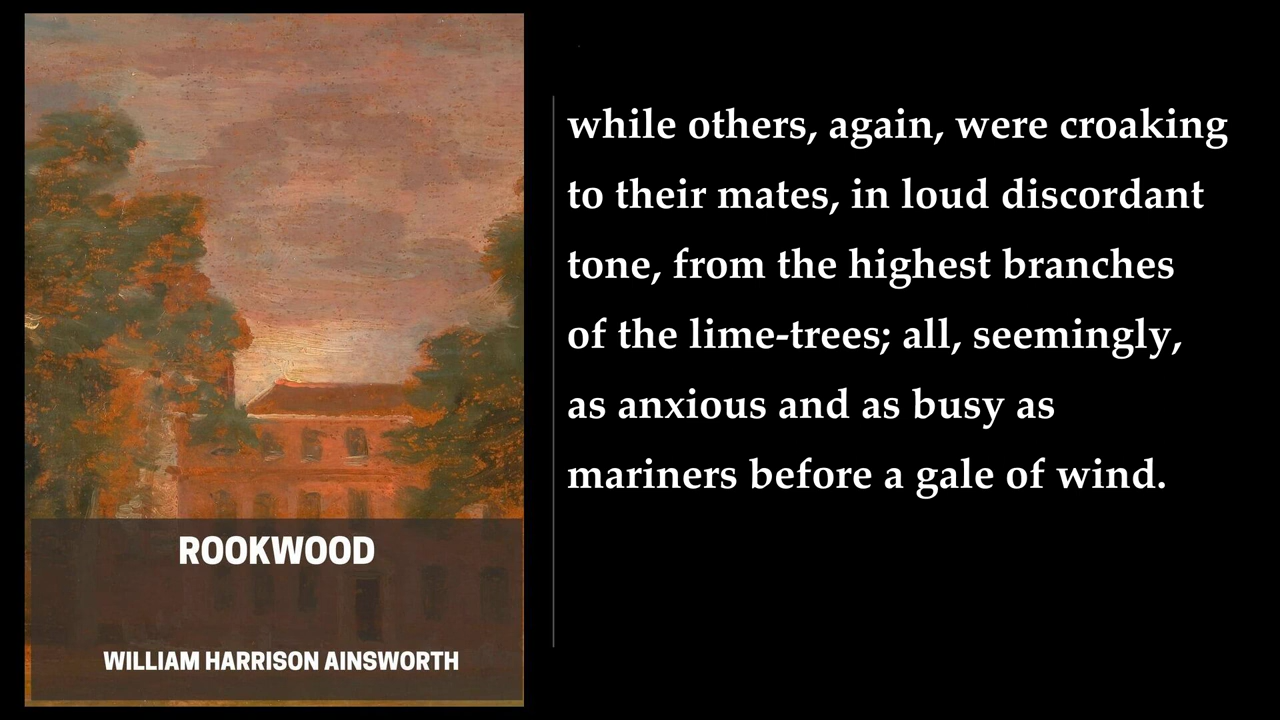 ROOKWOOD
WILLIAM HARRISON AINSWORTH
while others, again, were croaking
to their mates, in loud discordant
tone, from the highest branches
of the lime-trees; all, seemingly,
as anxious and as busy as
mariners before a gale of wind.